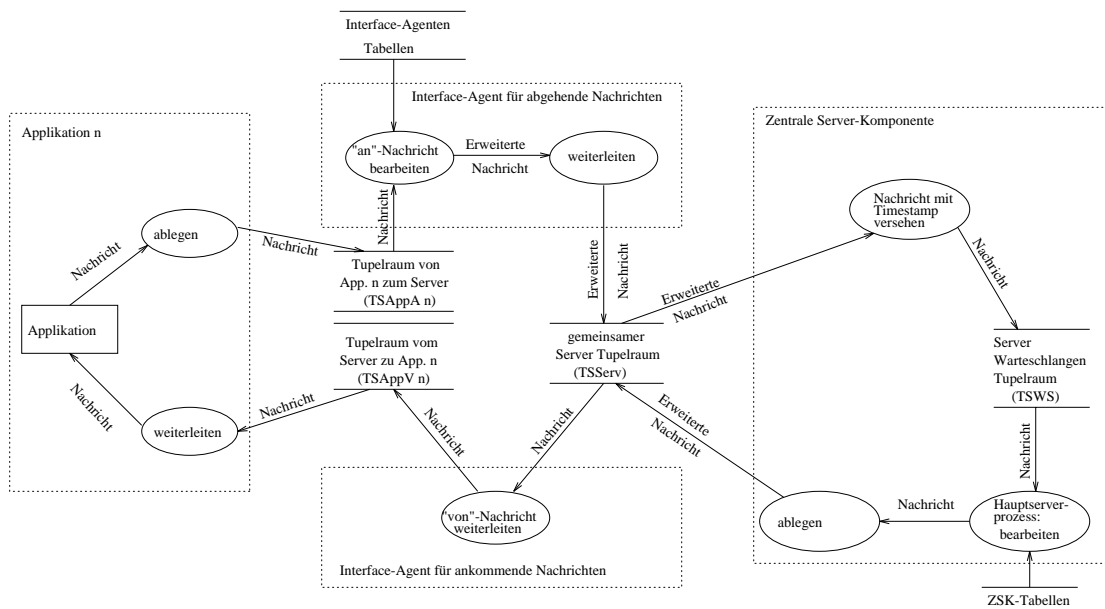 Interface-Agenten
Tabellen
Interface-Agent für abgehende Nachrichten
"an"-Nachricht
bearbeiten
Erweiterte
Nachricht
weiterleiten
Nachricht
Applikation n
ablegen
Nachricht
Nachricht
Applikation
Nachricht
weiterleiten
Nachricht
Tupelraum von
App. n zum Server
(TSAppA n)
Tupelraum vom
Server zu App. n
(TSAppV n)
Erweiterte
Nachricht
gemeinsamer
Server Tupelraum
(TSServ)
Nachricht
Nachricht
"von"-Nachricht
weiterleiten
Interface-Agent für ankommende Nachrichten
Zentrale Server-Komponente
Erweiterte
Nachricht
Nachricht mit
Timestamp
versehen
Nachricht
Server
Warteschlangen
Tupelraum
(TSWS)
Nachricht
Hauptserver-
prozess:
bearbeiten
Nachricht
ablegen
Erweiterte
Nachricht
ZSK-Tabellen